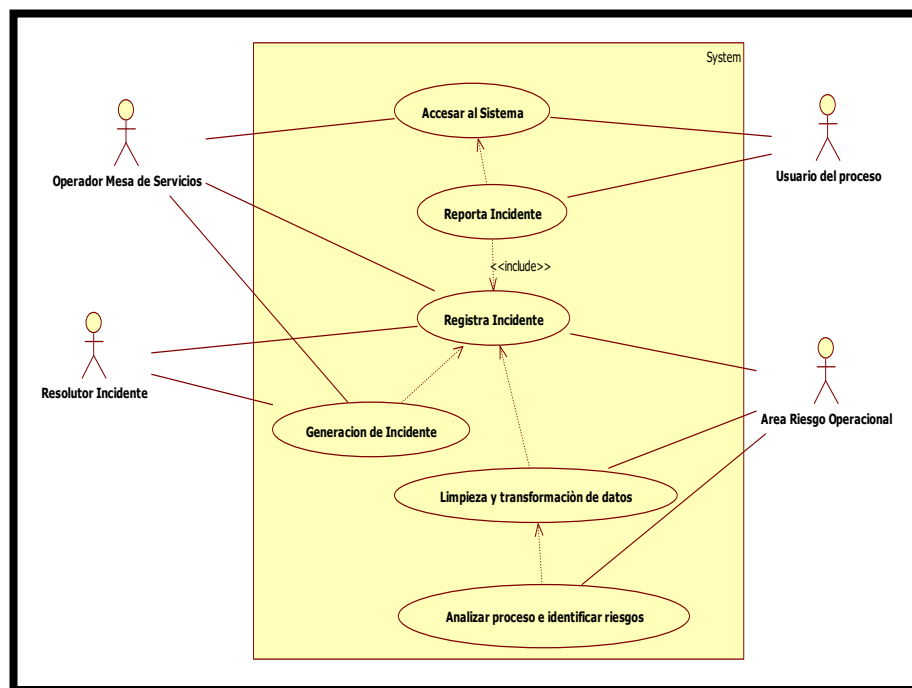 System
Accesar al Sistema
Operador Mesa de Servicios
Usuario del proceso
Reporta Incidente
<<include>>
Registra Incidente
Resolutor Incidente
Area Riesgo Operacional
Generacion de Incidente
Limpieza y transformaciòn de datos
Analizar proceso e identificar riesgos